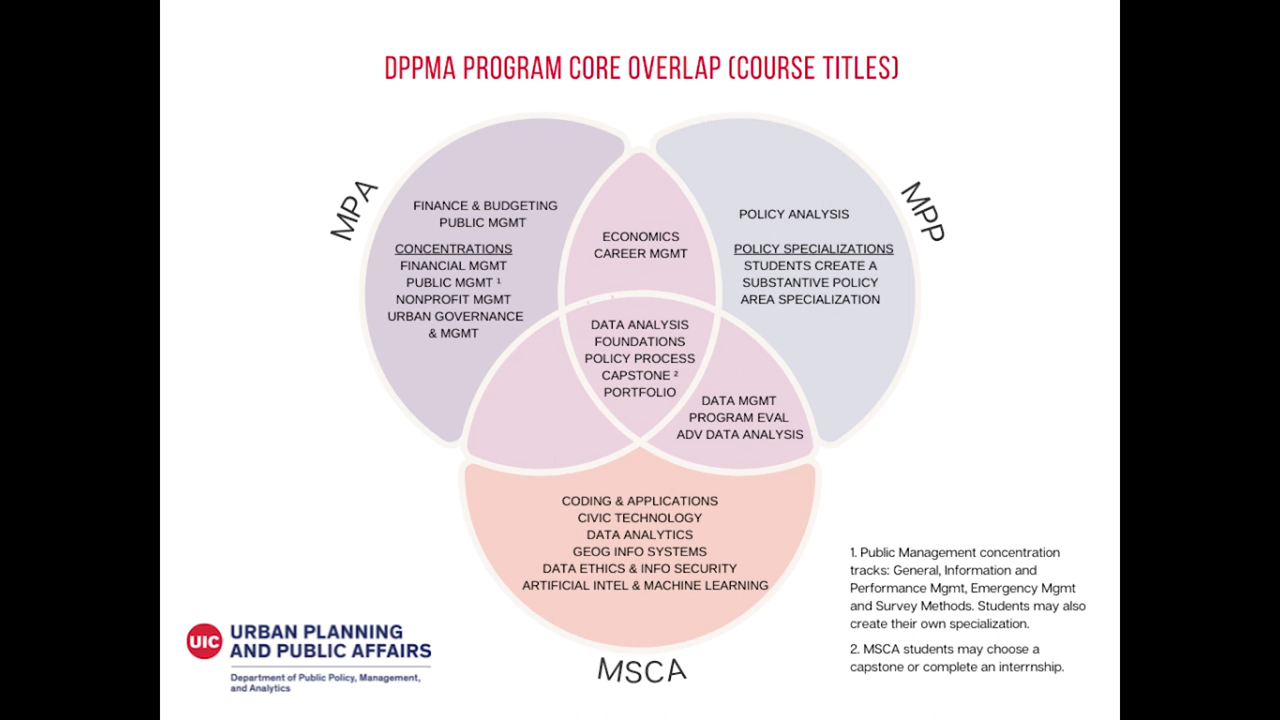 DPPMA PROGRAM CORE OVERLAP (COURSE TITLES)
MPA
FINANCE & BUDGETING
PUBLIC MGMT
CONCENTRATIONS
FINANCIAL MGMT
PUBLIC MGMT ¹
NONPROFIT MGMT
URBAN GOVERNANCE
& MGMT
ECONOMICS
CAREER MGMT
MPP
POLICY ANALYSIS
POLICY SPECIALIZATIONS
STUDENTS CREATE A
SUBSTANTIVE POLICY
AREA SPECIALIZATION
DATA ANALYSIS
FOUNDATIONS
POLICY PROCESS
CAPSTONE ²
PORTFOLIO
DATA MGMT
PROGRAM EVAL
ADV DATA ANALYSIS
CODING & APPLICATIONS
CIVIC TECHNOLOGY
DATA ANALYTICS
GEOG INFO SYSTEMS
DATA ETHICS & INFO SECURITY
ARTIFICIAL INTEL & MACHINE LEARNING
MSCA
1. Public Management concentration
tracks: General, Information and
Performance Mgmt, Emergency Mgmt
and Survey Methods. Students may also
create their own specialization.
2. MSCA students may choose a
capstone or complete an interrnship.
UIC
URBAN PLANNING
AND PUBLIC AFFAIRS
Department of Public Policy, Management,
and Analytics